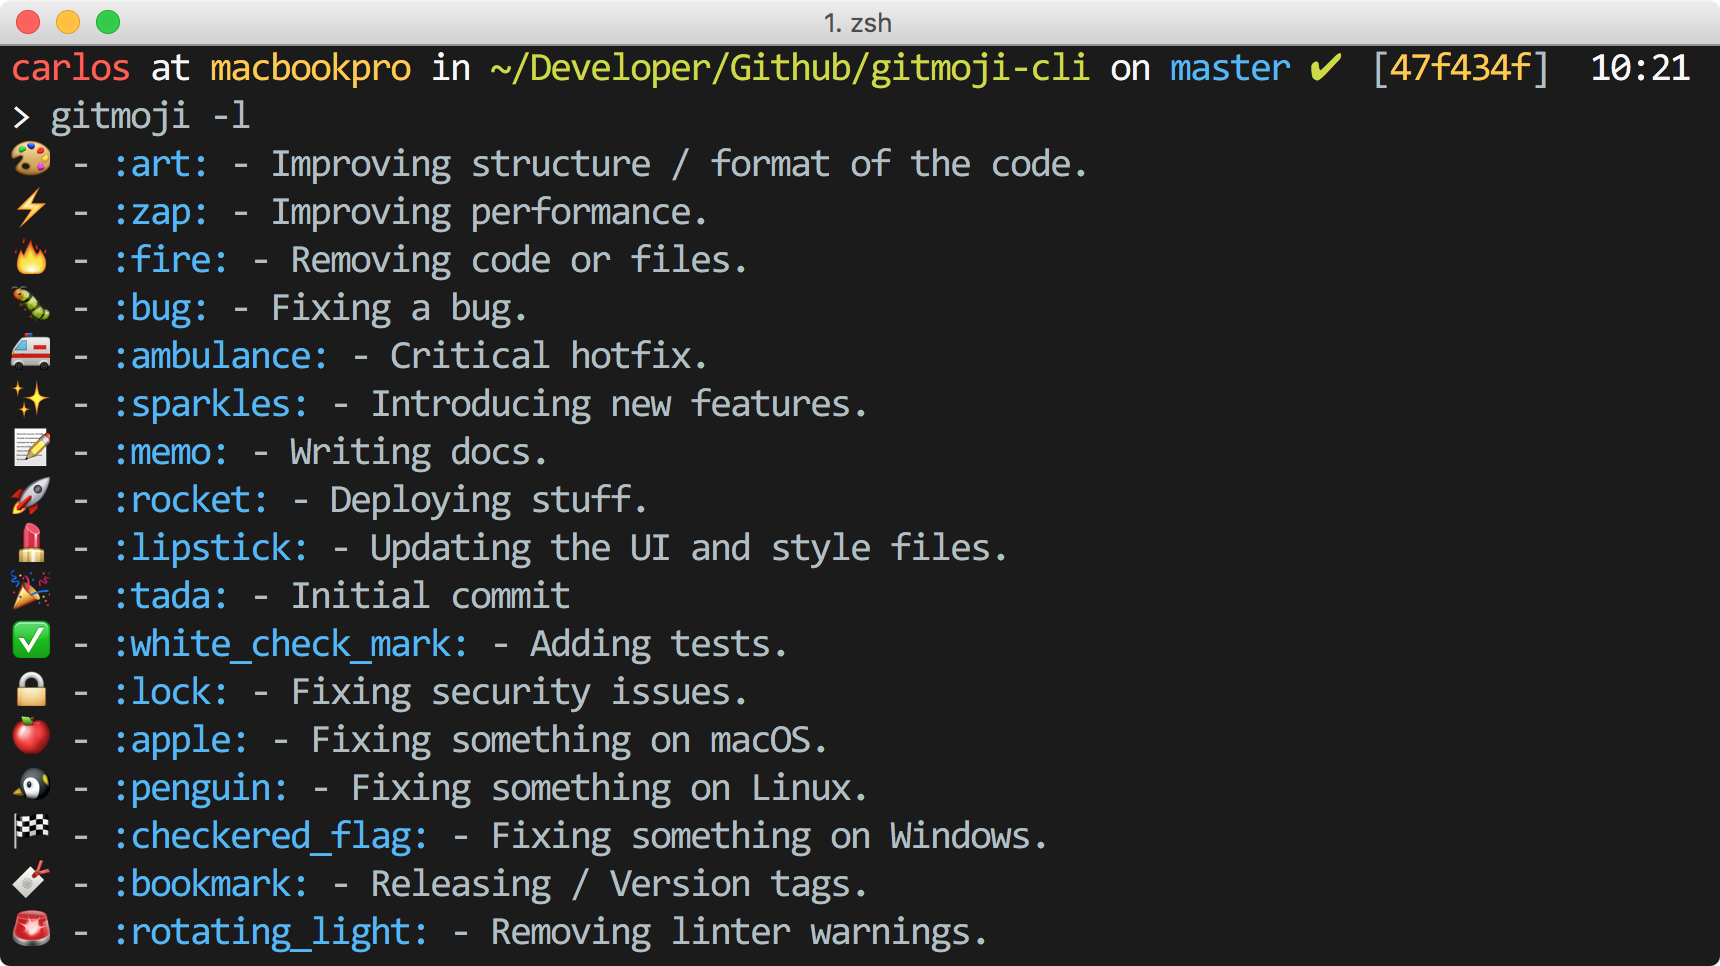 1. zsh
carlos at macbookpro in ~/Developer/Github/gitmoji-cli on master ✔ [47f434f] 10:21
> gitmoji -l
🎨 - :art: - Improving structure / format of the code.
⚡ - :zap: - Improving performance.
🔥 - :fire: - Removing code or files.
🐛 - :bug: - Fixing a bug.
🚑 - :ambulance: - Critical hotfix.
✨ - :sparkles: - Introducing new features.
📝 - :memo: - Writing docs.
🚀 - :rocket: - Deploying stuff.
💄 - :lipstick: - Updating the UI and style files.
🎉 - :tada: - Initial commit
✅ - :white_check_mark: - Adding tests.
🔒 - :lock: - Fixing security issues.
🍎 - :apple: - Fixing something on macOS.
🐧 - :penguin: - Fixing something on Linux.
🏁 - :checkered_flag: - Fixing something on Windows.
🔖 - :bookmark: - Releasing / Version tags.
🚨 - :rotating_light: - Removing linter warnings.